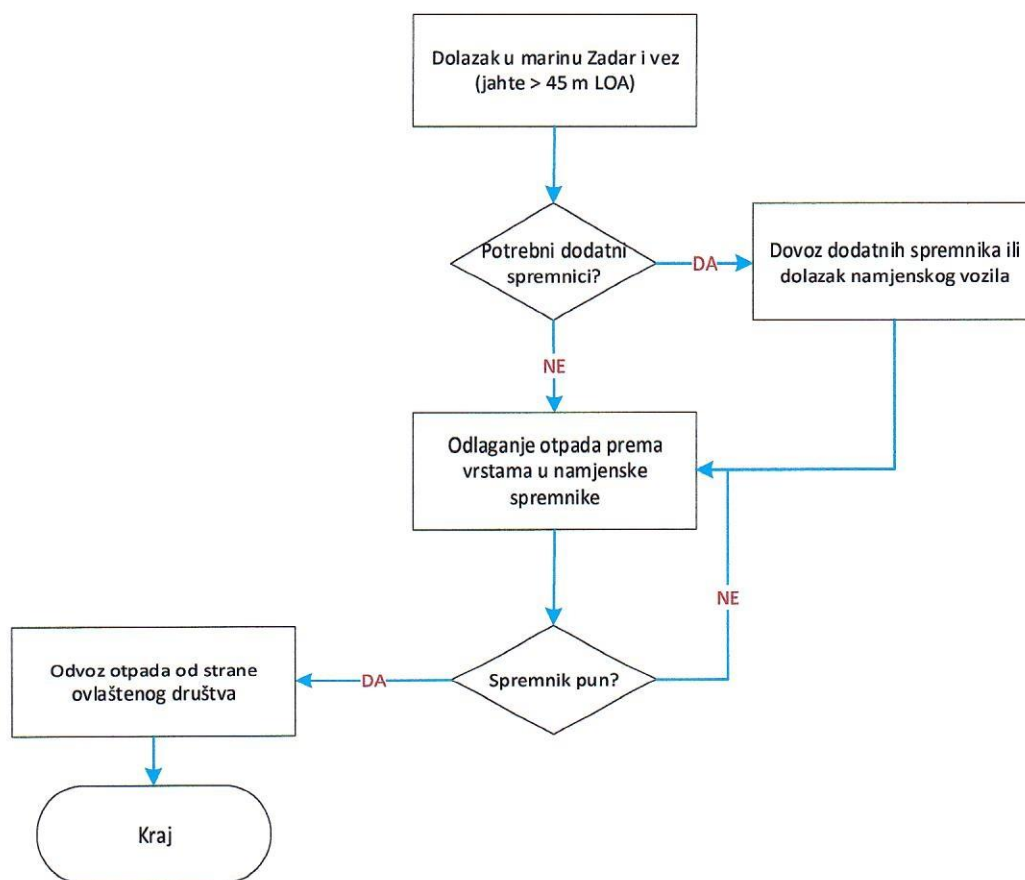 Dolazak u marinu Zadar i vez
(jahte > 45 m LOA)
Potrebni dodatni
spremnici?
DA
Dovoz dodatnih spremnika ili
dolazak namjenskog vozila
NE
Odlaganje otpada prema
vrstama u namjenske
spremnike
NE
Spremnik pun?
DA
Odvoz otpada od strane
ovlaštenog društva
Kraj